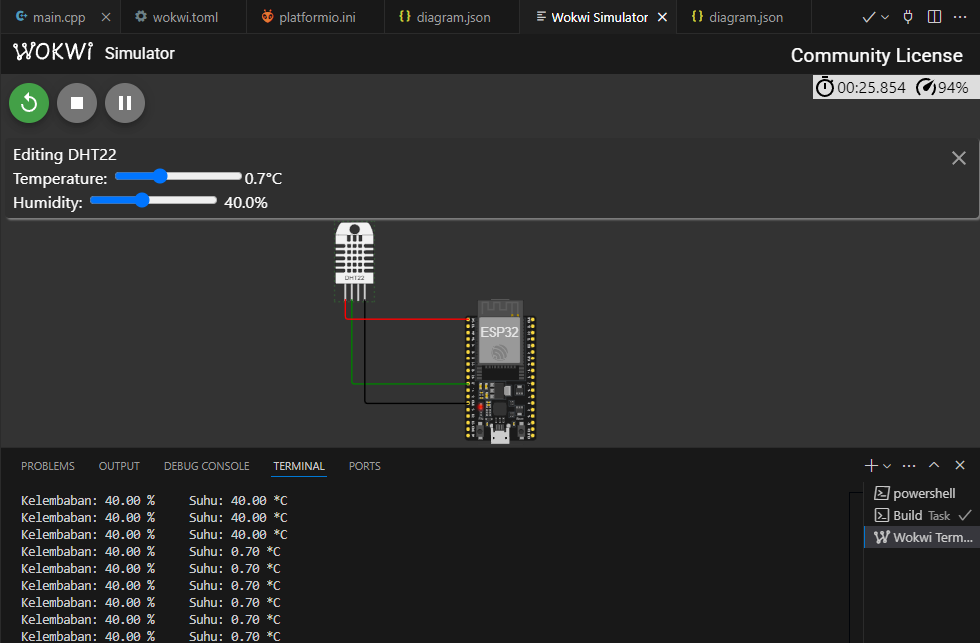 main.cpp wokwi.toml platformio.ini diagram.json Wokwi Simulator diagram.json
WOKWI Simulator
Community License
00:25.854 94%
Editing DHT22
Temperature: 0.7°C
Humidity: 40.0%
DHT22
ESP32
PROBLEMS OUTPUT DEBUG CONSOLE TERMINAL PORTS
Kelembaban: 40.00 % Suhu: 40.00 *C
Kelembaban: 40.00 % Suhu: 40.00 *C
Kelembaban: 40.00 % Suhu: 40.00 *C
Kelembaban: 40.00 % Suhu: 0.70 *C
Kelembaban: 40.00 % Suhu: 0.70 *C
Kelembaban: 40.00 % Suhu: 0.70 *C
Kelembaban: 40.00 % Suhu: 0.70 *C
Kelembaban: 40.00 % Suhu: 0.70 *C
Kelembaban: 40.00 % Suhu: 0.70 *C
powershell
Build Task
Wokwi Term...